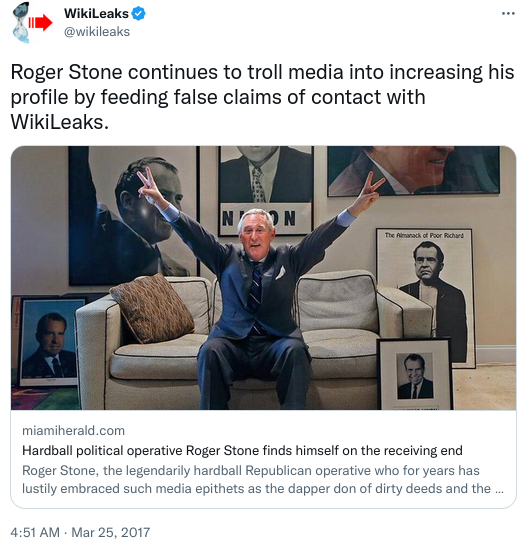 WikiLeaks
@wikileaks
Roger Stone continues to troll media into increasing his
profile by feeding false claims of contact with
WikiLeaks.
N ON
The Almanack of Poor Richard
miamiherald.com
Hardball political operative Roger Stone finds himself on the receiving end
Roger Stone, the legendarily hardball Republican operative who for years has
lustily embraced such media epithets as the dapper don of dirty deeds and the ...
4:51 AM · Mar 25, 2017